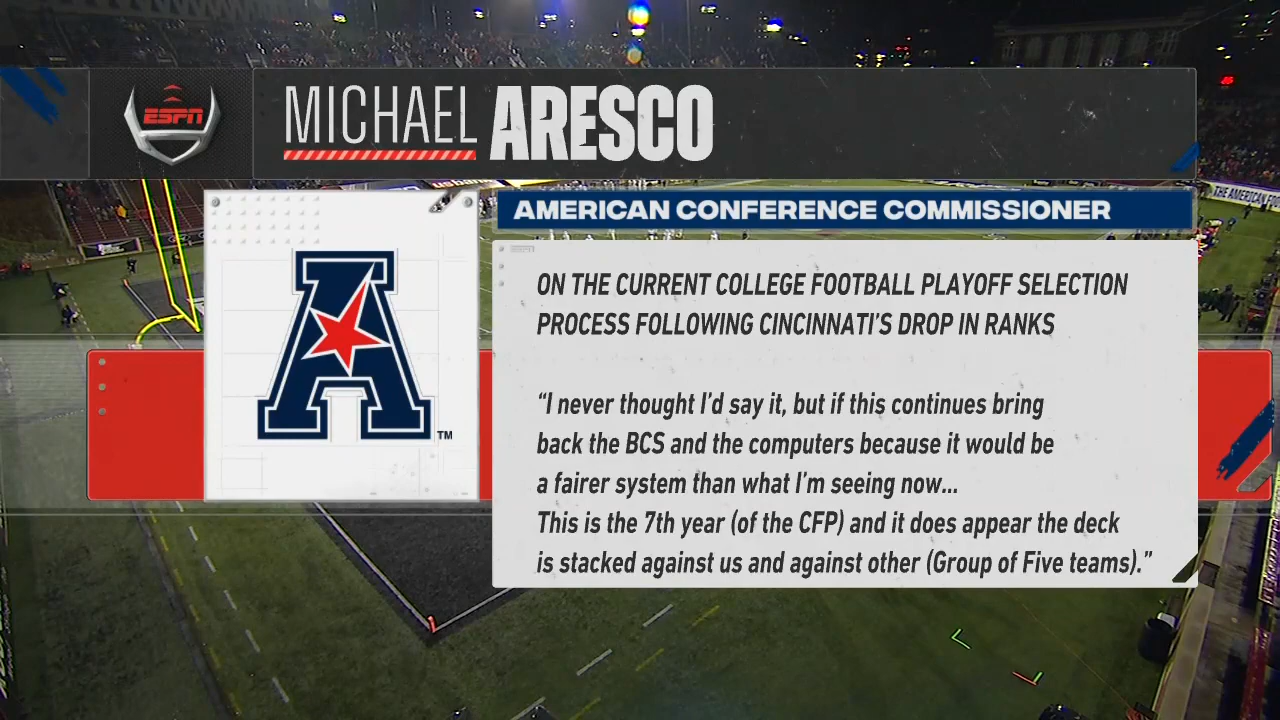 ESPN
MICHAEL ARESCO
AMERICAN CONFERENCE COMMISSIONER
ESPN
ON THE CURRENT COLLEGE FOOTBALL PLAYOFF SELECTION
PROCESS FOLLOWING CINCINNATI'S DROP IN RANKS
“I never thought I'd say it, but if this continues bring
back the BCS and the computers because it would be
a fairer system than what I'm seeing now...
This is the 7th year (of the CFP) and it does appear the deck
is stacked against us and against other (Group of Five teams).”
A
TM
THE AMERICAN